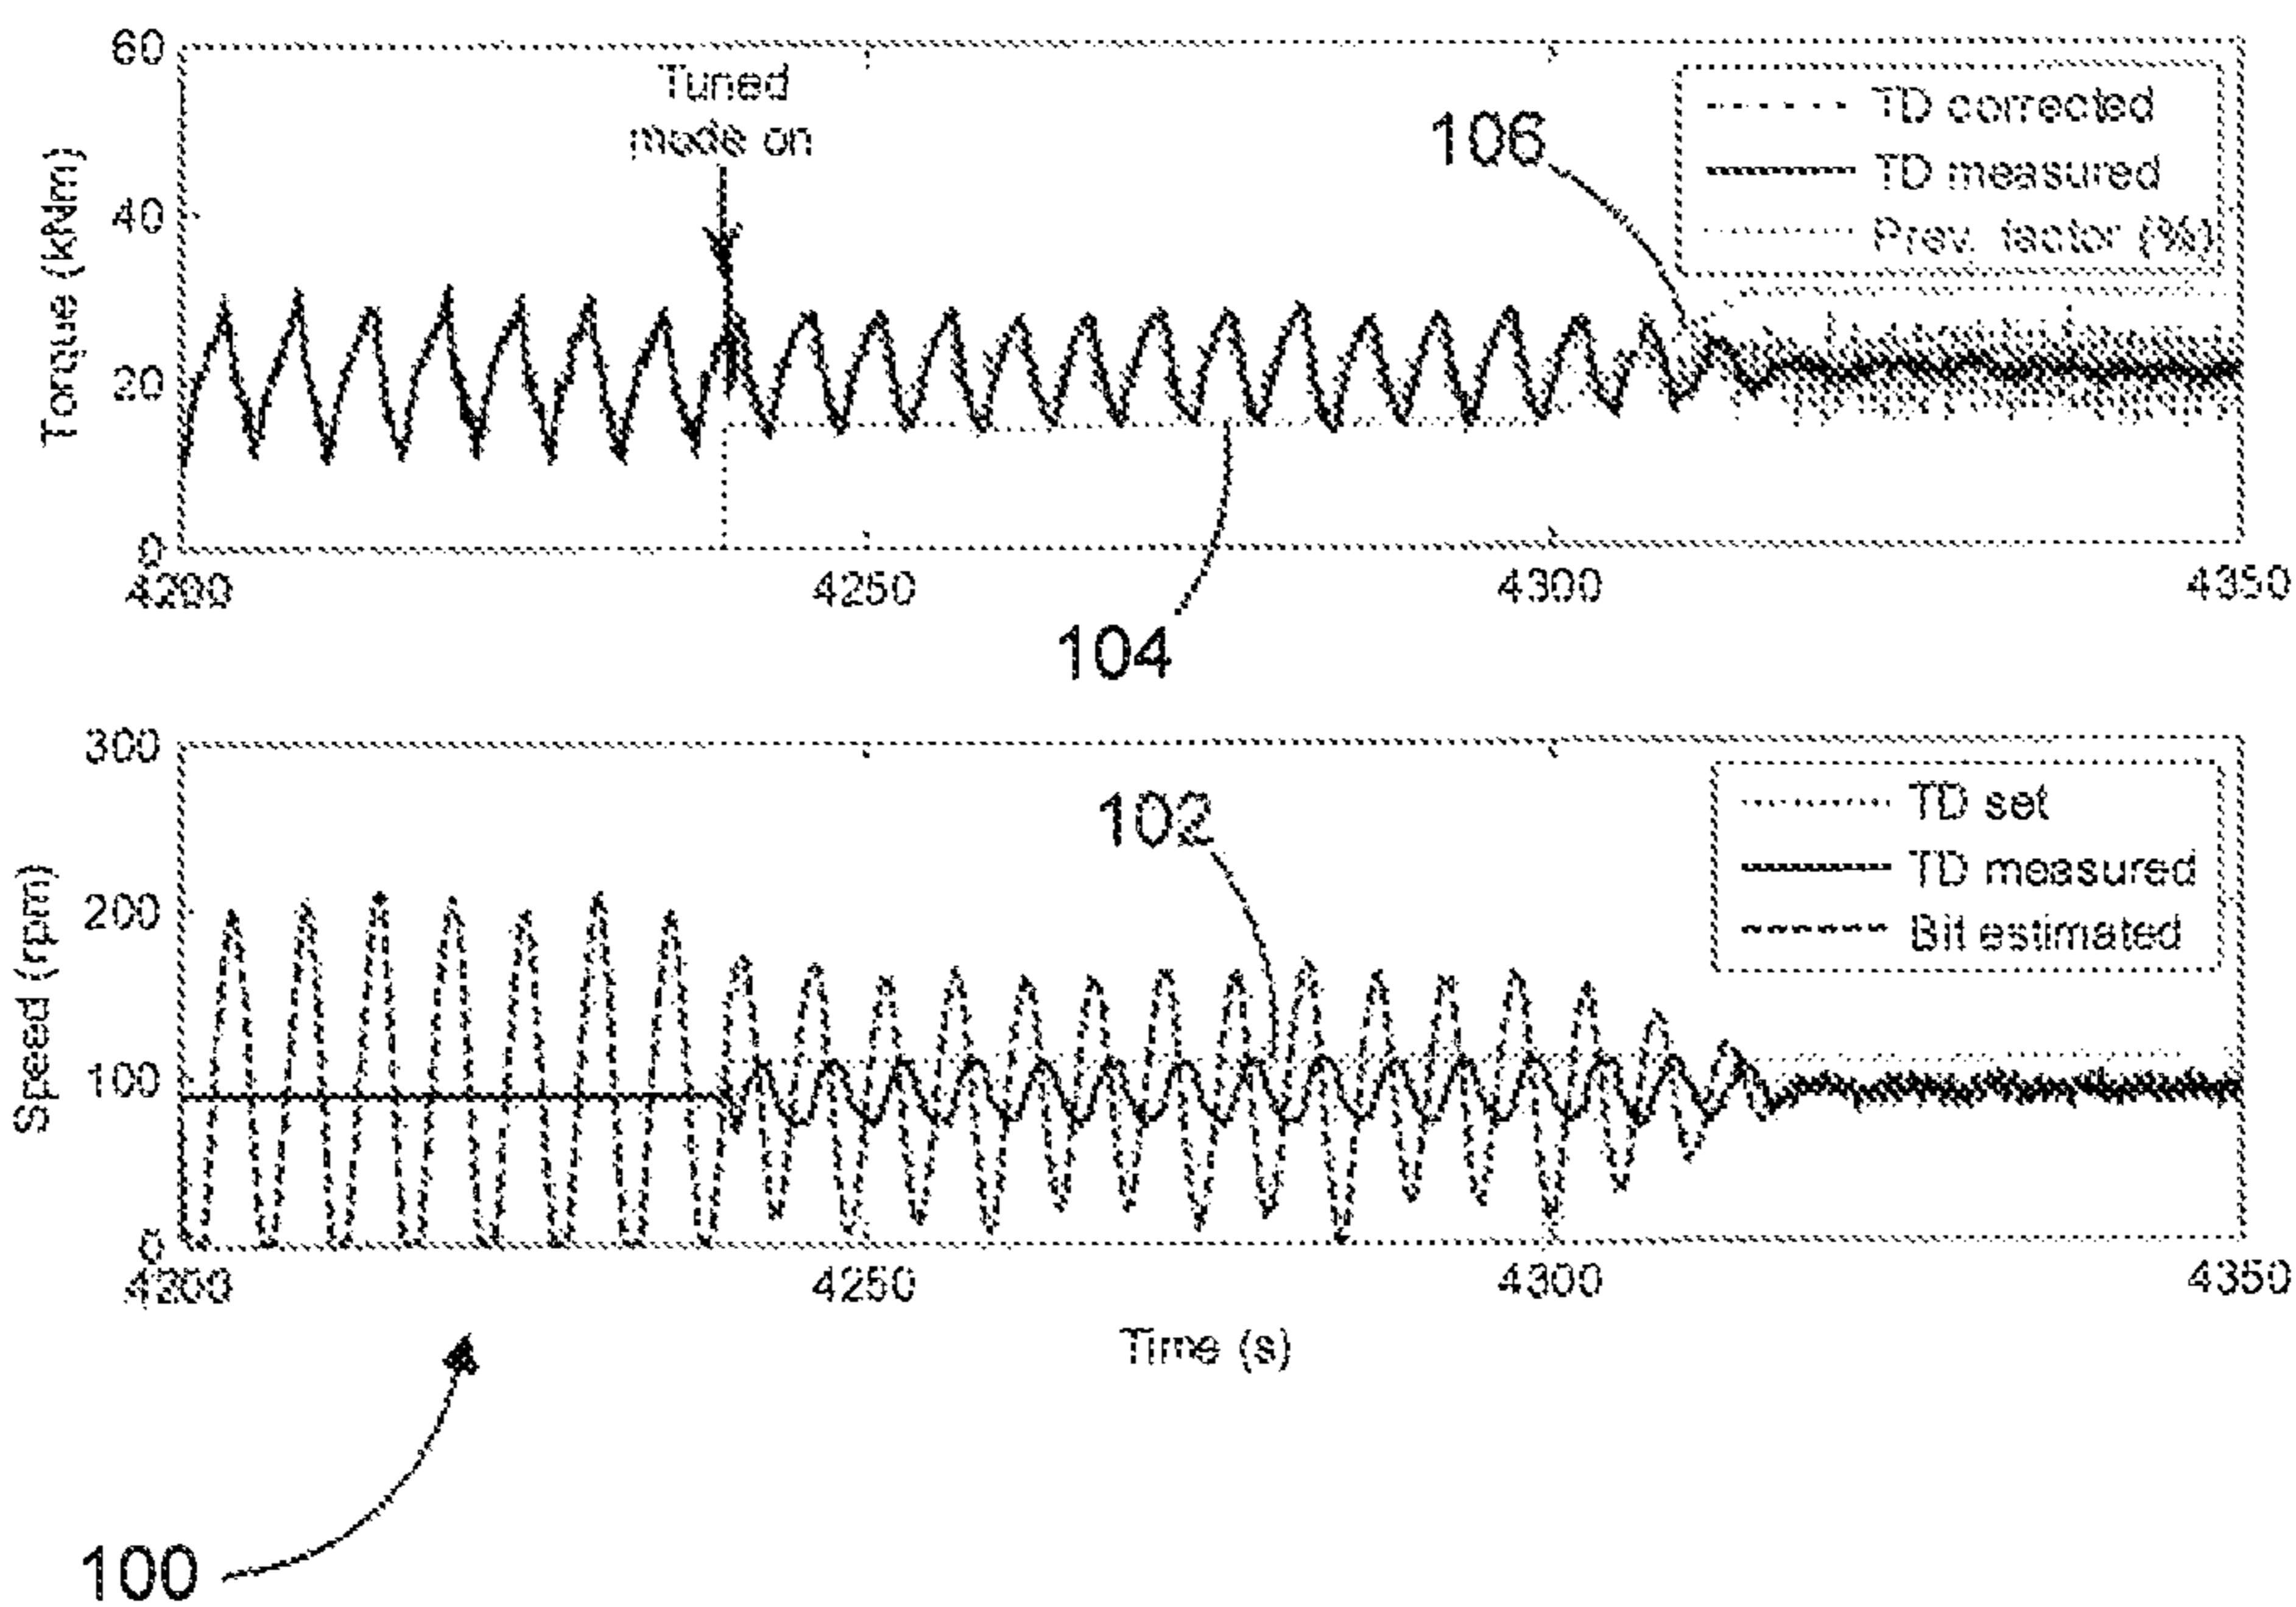 60
Tuned
mode on
106
TD corrected
TD measured
Prev. factor (%)
Torque (kNm)
40
20
0
4200
4250
4300
4350
104
300
102
TD set
TD measured
Bit estimated
Speed (rpm)
200
100
0
4200
4250
4300
4350
Time (s)
100